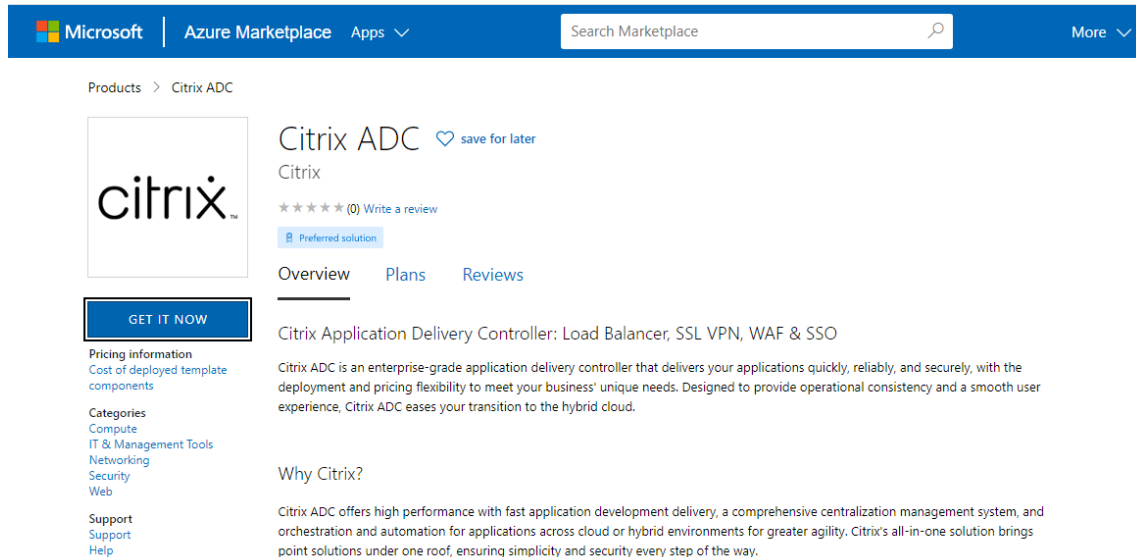 Microsoft Azure Marketplace Apps Search Marketplace More
Products > Citrix ADC
citrix™
Citrix ADC save for later
Citrix
(0) Write a review
Preferred solution
Overview Plans Reviews
GET IT NOW
Pricing information
Cost of deployed template
components
Categories
Compute
IT & Management Tools
Networking
Security
Web
Support
Support
Help
Citrix Application Delivery Controller: Load Balancer, SSL VPN, WAF & SSO
Citrix ADC is an enterprise-grade application delivery controller that delivers your applications quickly, reliably, and securely, with the
deployment and pricing flexibility to meet your business' unique needs. Designed to provide operational consistency and a smooth user
experience, Citrix ADC eases your transition to the hybrid cloud.
Why Citrix?
Citrix ADC offers high performance with fast application development delivery, a comprehensive centralization management system, and
orchestration and automation for applications across cloud or hybrid environments for greater agility. Citrix's all-in-one solution brings
point solutions under one roof, ensuring simplicity and security every step of the way.